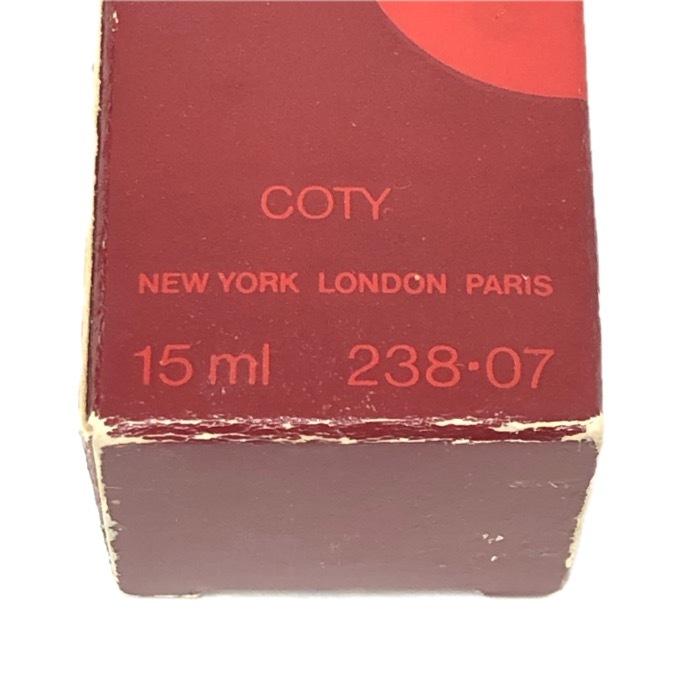 COTY
NEW YORK LONDON PARIS
15 ml 238·07